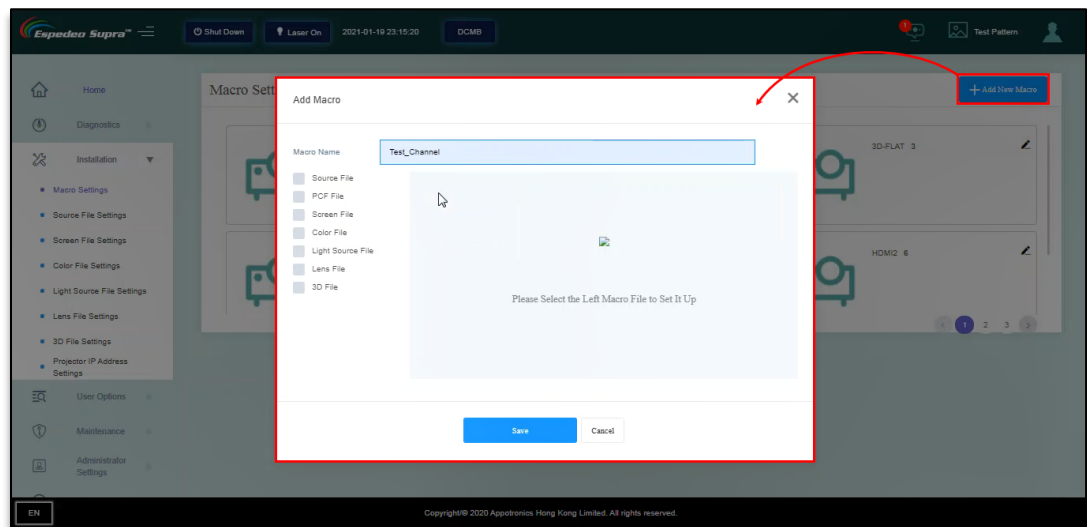 Espedeo Supra™
Shut Down
Laser On
2021-01-19 23:15:20
DCMB
1
Test Pattern
Home
Diagnostics
Installation
Macro Settings
Source File Settings
Screen File Settings
Color File Settings
Light Source File Settings
Lens File Settings
3D File Settings
Projector IP Address
Settings
User Options
Maintenance
Administrator
Settings
Macro Sett
Add New Macro
Add Macro
Macro Name
Test_Channel
Source File
PCF File
Screen File
Color File
Light Source File
Lens File
3D File
Please Select the Left Macro File to Set It Up
Save
Cancel
3D-FLAT 3
HDMI2 6
1 2 3
EN
Copyright/© 2020 Appotronics Hong Kong Limited. All rights reserved.